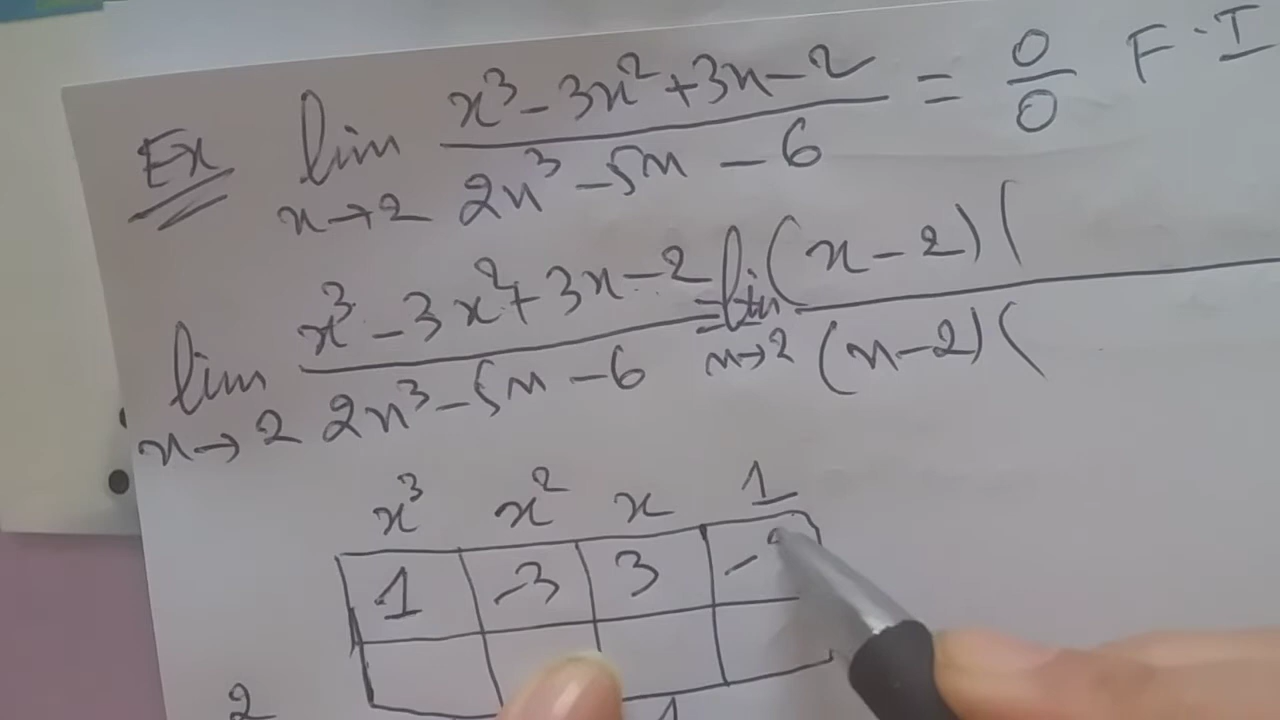 Ex lim x→2 (x³ - 3x² + 3x - 2) / (2x³ - 5x - 6) = 0/0 F.I
lim x→2 (x³ - 3x² + 3x - 2) / (2x³ - 5x - 6) = lim x→2 (x-2)( / (x-2)(
x³ x² x 1
1 -3 3 -
2